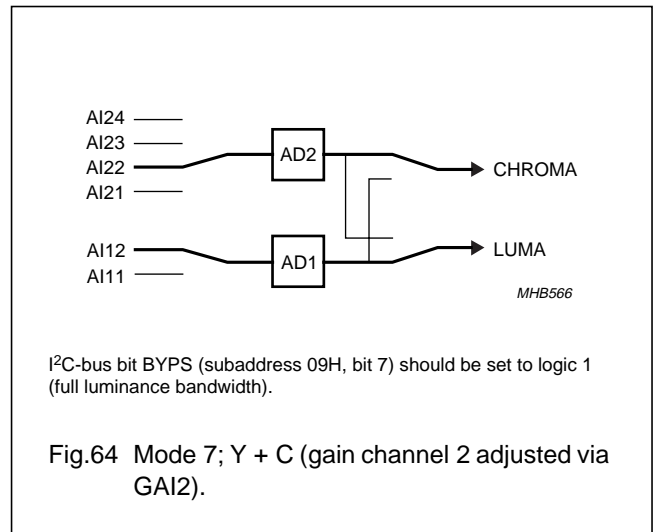 AI24
AI23
AI22
AI21
AD2
CHROMA
AI12
AI11
AD1
LUMA
MHB566
I²C-bus bit BYPS (subaddress 09H, bit 7) should be set to logic 1
(full luminance bandwidth).
Fig.64 Mode 7; Y + C (gain channel 2 adjusted via
GAI2).